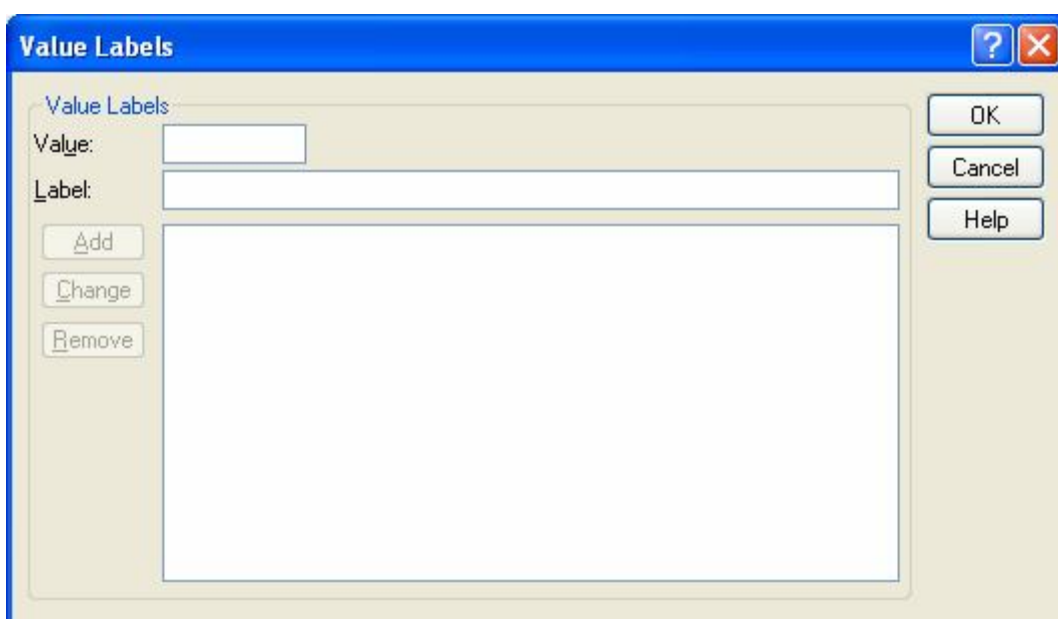 Value Labels
Value Labels
Value:
Label:
Add
Change
Remove
OK
Cancel
Help